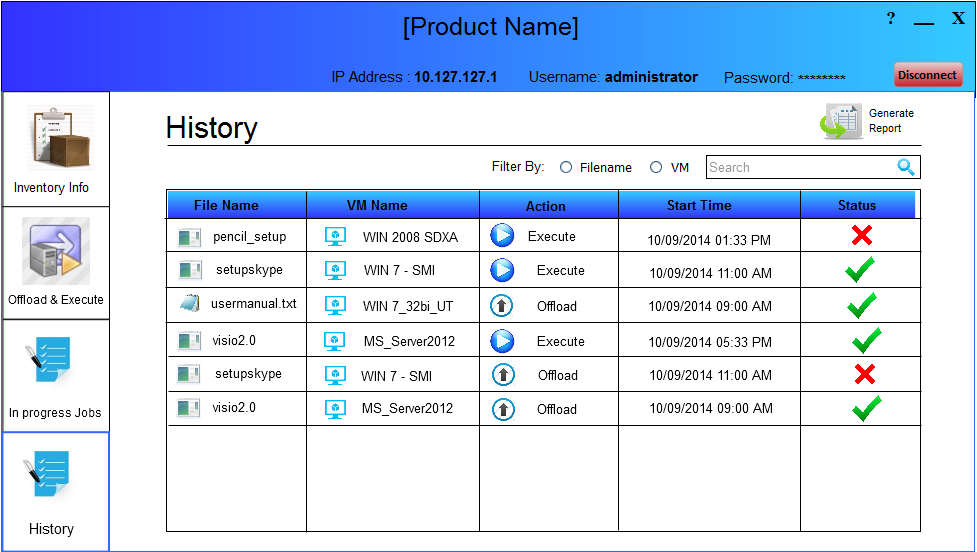 [Product Name]
? __ X
IP Address : 10.127.127.1 Username: administrator Password: ******** Disconnect
Inventory Info
Offload & Execute
In progress Jobs
History
History
Generate
Report
Filter By: Filename VM Search
File Name VM Name Action Start Time Status
pencil_setup WIN 2008 SDXA Execute 10/09/2014 01:33 PM
setupskype WIN 7 - SMI Execute 10/09/2014 11:00 AM
usermanual.txt WIN 7_32bi_UT Offload 10/09/2014 09:00 AM
visio2.0 MS_Server2012 Execute 10/09/2014 05:33 PM
setupskype WIN 7 - SMI Offload 10/09/2014 11:00 AM
visio2.0 MS_Server2012 Offload 10/09/2014 09:00 AM